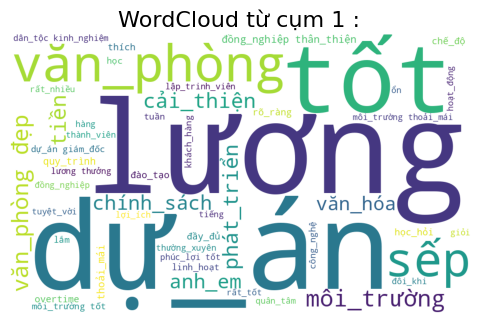 WordCloud từ cụm 1 :
dân_tộc kinh_nghiệm
thích
đồng_nghiệp thân_thiện
chế_độ
văn_phòng
tốt
học
rất_nhiều
lập_trình_viên
ổn
hoạt_động
cải_thiện
tiền
lương
tuần
rõ_ràng
môi_trường thoải_mái
hàng
thành_viên
khách_hàng
dự_án giám_đốc
quy_trình
lương thưởng
đào_tạo
phát_triển
văn_phòng đẹp
đồng_nghiệp
chính_sách
văn_hóa
tuyệt_vời
lợi_ích
tiếng
dự_án
học_hỏi
giỏi
lâm
thoải_mái
đầy_đủ
thường_xuyên
phúc_lợi tốt
linh_hoạt
công_nghệ
sếp
anh_em
đôi_khi
rất_tốt
overtime
quân_tâm
môi_trường
môi_trường tốt